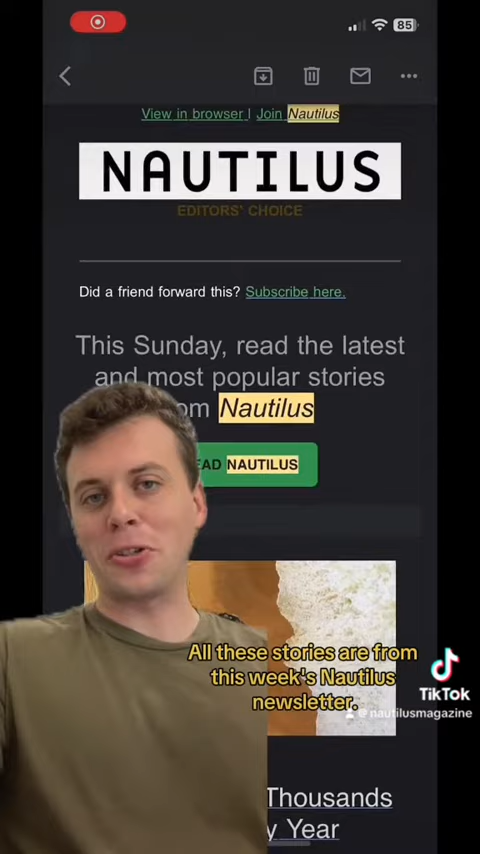 85
View in browser | Join Nautilus
NAUTILUS
EDITORS' CHOICE
Did a friend forward this? Subscribe here.
This Sunday, read the latest
and most popular stories
Nautilus
NAUTILUS
All these stories are from
this week's Nautilus
newsletter.
TikTok
@nautilusmagazine
Thousands
Year